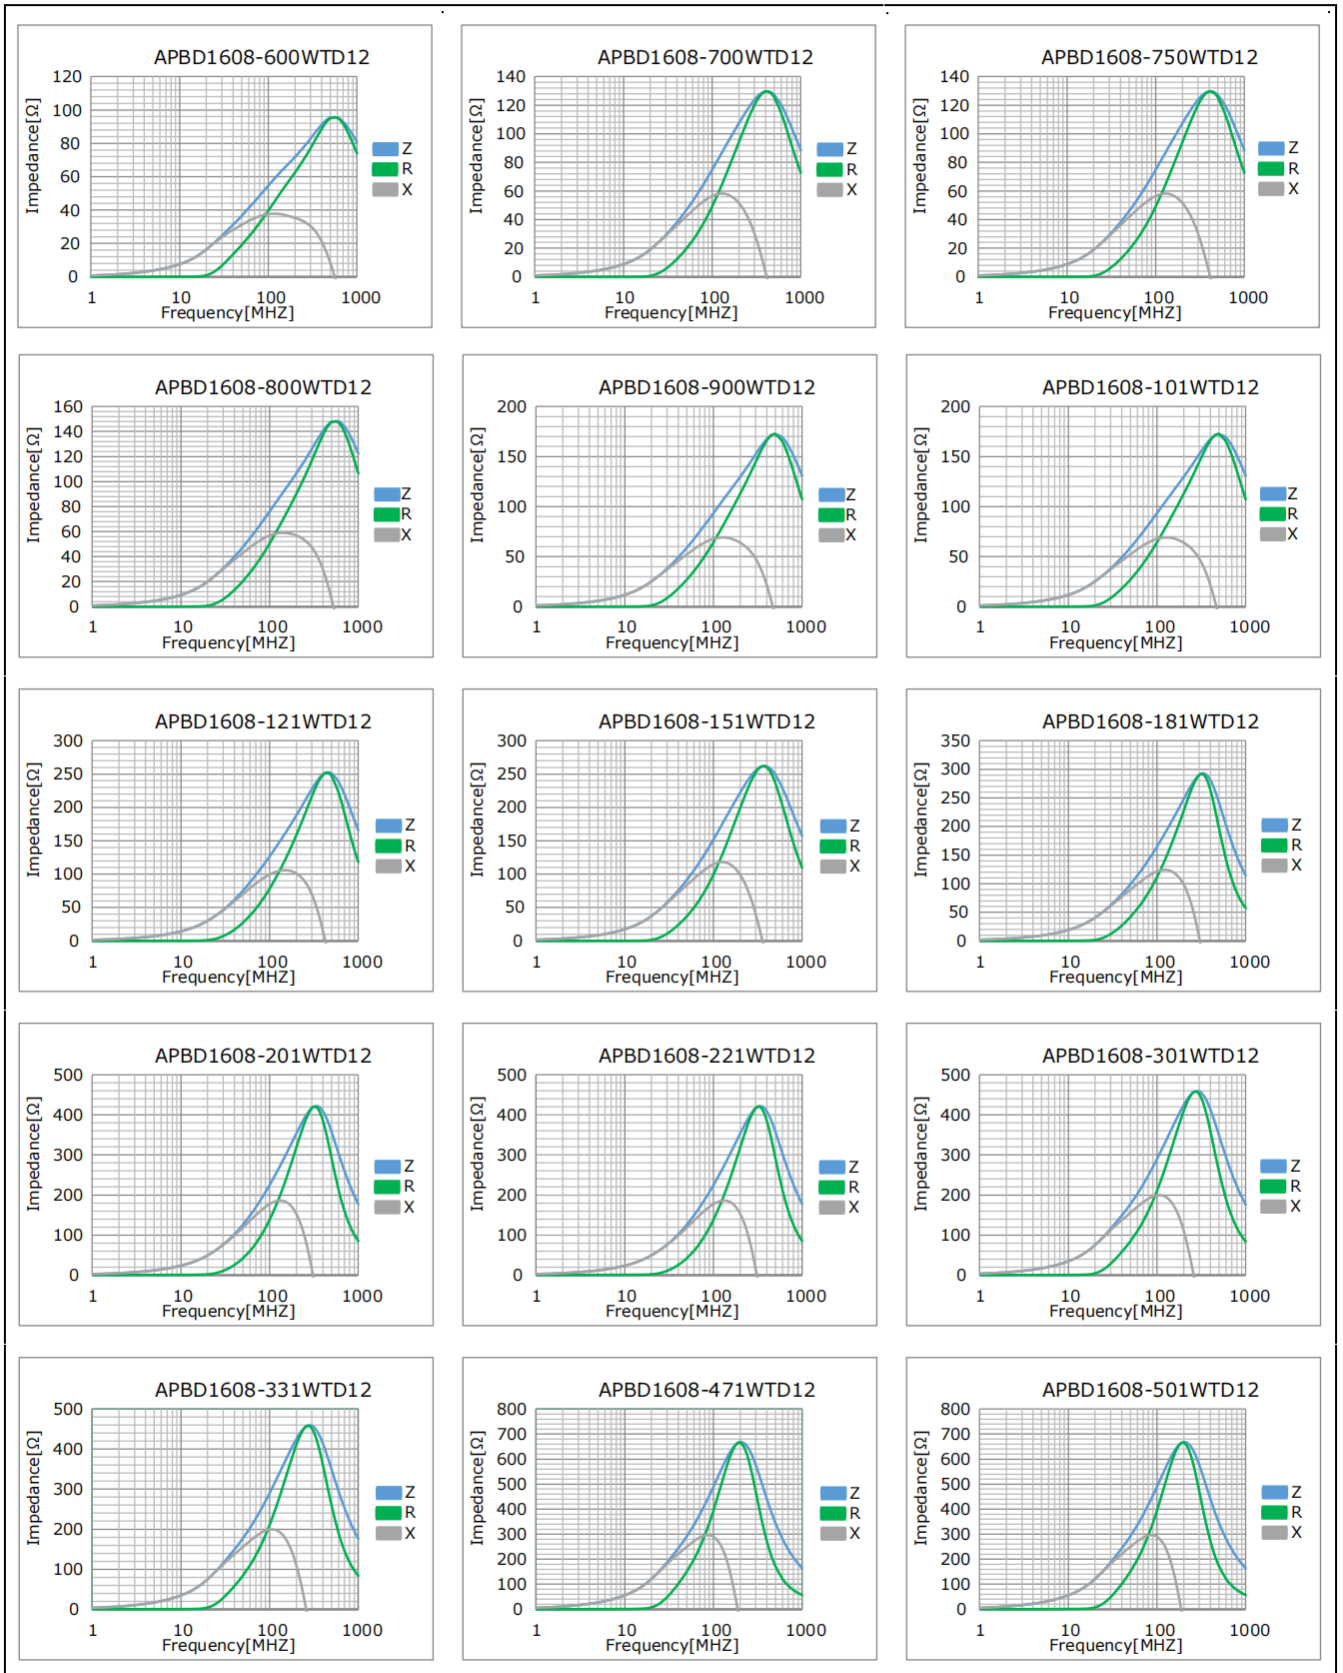 APBD1608-600WTD12
Impedance[Ω]
120
100
80
60
40
20
0
1 10 100 1000
Frequency[MHZ]
Z
R
X
APBD1608-700WTD12
Impedance[Ω]
140
120
100
80
60
40
20
0
1 10 100 1000
Frequency[MHZ]
Z
R
X
APBD1608-750WTD12
Impedance[Ω]
140
120
100
80
60
40
20
0
1 10 100 1000
Frequency[MHZ]
Z
R
X
APBD1608-800WTD12
Impedance[Ω]
160
140
120
100
80
60
40
20
0
1 10 100 1000
Frequency[MHZ]
Z
R
X
APBD1608-900WTD12
Impedance[Ω]
200
150
100
50
0
1 10 100 1000
Frequency[MHZ]
Z
R
X
APBD1608-101WTD12
Impedance[Ω]
200
150
100
50
0
1 10 100 1000
Frequency[MHZ]
Z
R
X
APBD1608-121WTD12
Impedance[Ω]
300
250
200
150
100
50
0
1 10 100 1000
Frequency[MHZ]
Z
R
X
APBD1608-151WTD12
Impedance[Ω]
300
250
200
150
100
50
0
1 10 100 1000
Frequency[MHZ]
Z
R
X
APBD1608-181WTD12
Impedance[Ω]
350
300
250
200
150
100
50
0
1 10 100 1000
Frequency[MHZ]
Z
R
X
APBD1608-201WTD12
Impedance[Ω]
500
400
300
200
100
0
1 10 100 1000
Frequency[MHZ]
Z
R
X
APBD1608-221WTD12
Impedance[Ω]
500
400
300
200
100
0
1 10 100 1000
Frequency[MHZ]
Z
R
X
APBD1608-301WTD12
Impedance[Ω]
500
400
300
200
100
0
1 10 100 1000
Frequency[MHZ]
Z
R
X
APBD1608-331WTD12
Impedance[Ω]
500
400
300
200
100
0
1 10 100 1000
Frequency[MHZ]
Z
R
X
APBD1608-471WTD12
Impedance[Ω]
800
700
600
500
400
300
200
100
0
1 10 100 1000
Frequency[MHZ]
Z
R
X
APBD1608-501WTD12
Impedance[Ω]
800
700
600
500
400
300
200
100
0
1 10 100 1000
Frequency[MHZ]
Z
R
X